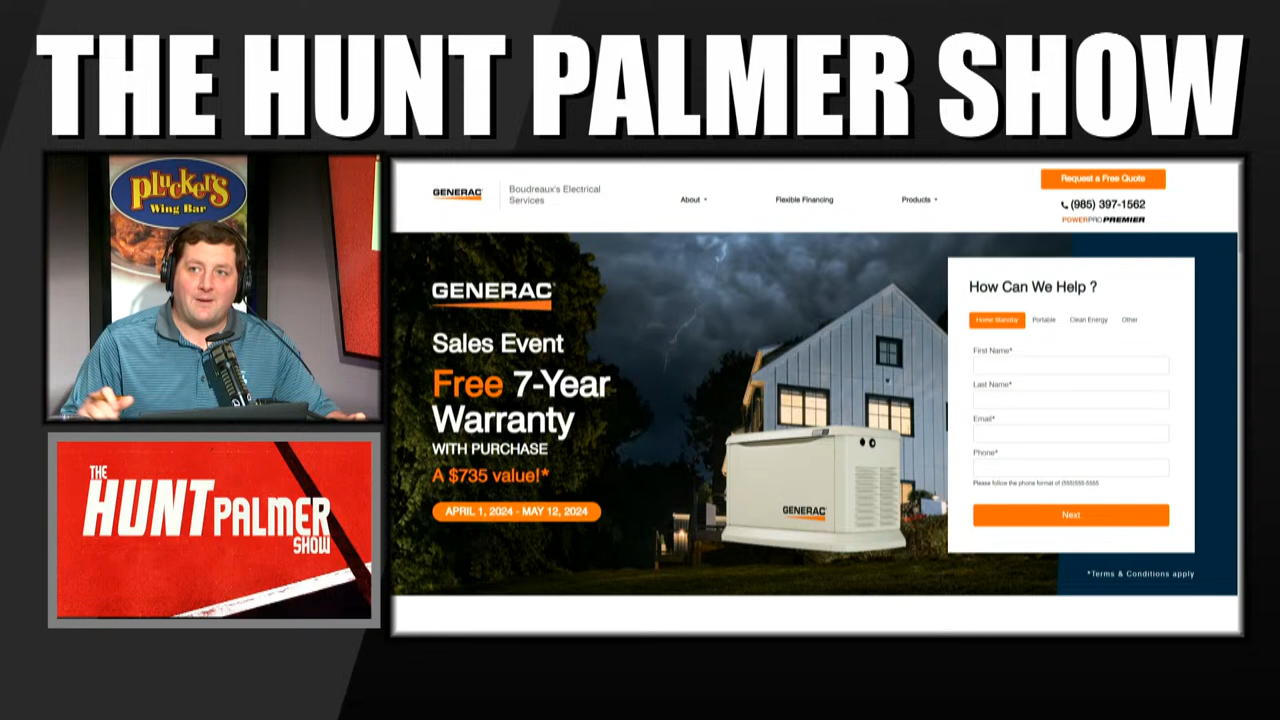 THE HUNT PALMER SHOW
pluckers
Wing Bar
THE
HUNT PALMER
SHOW
GENERAC
Boudreaux's Electrical
Services
About
Flexible Financing
Products
Request a Free Quote
(985) 397-1562
POWERPRO PREMIER
GENERAC
Sales Event
Free 7-Year
Warranty
WITH PURCHASE
A $735 value!*
APRIL 1, 2024 - MAY 12, 2024
GENERAC
How Can We Help ?
Home Standby
Portable
Clean Energy
Other
First Name*
Last Name*
Email*
Phone*
Please follow the phone format of (555)555-5555
Next
*Terms & Conditions apply